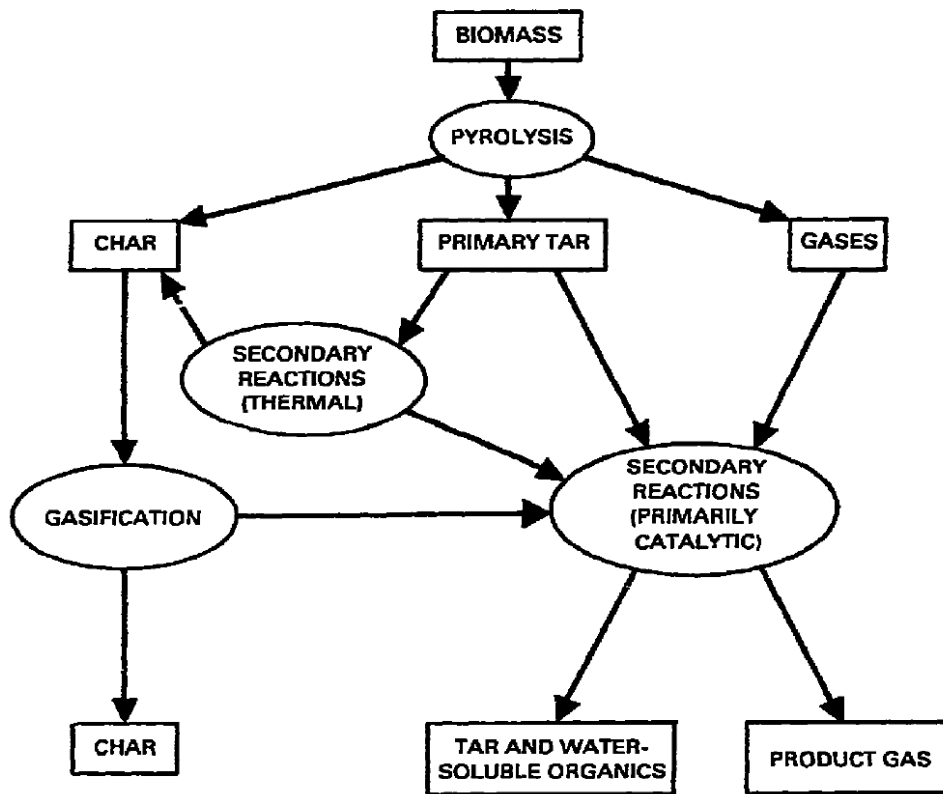 BIOMASS
PYROLYSIS
CHAR
PRIMARY TAR
GASES
SECONDARY
REACTIONS
(THERMAL)
SECONDARY
REACTIONS
(PRIMARILY
CATALYTIC)
GASIFICATION
CHAR
TAR AND WATER-
SOLUBLE ORGANICS
PRODUCT GAS